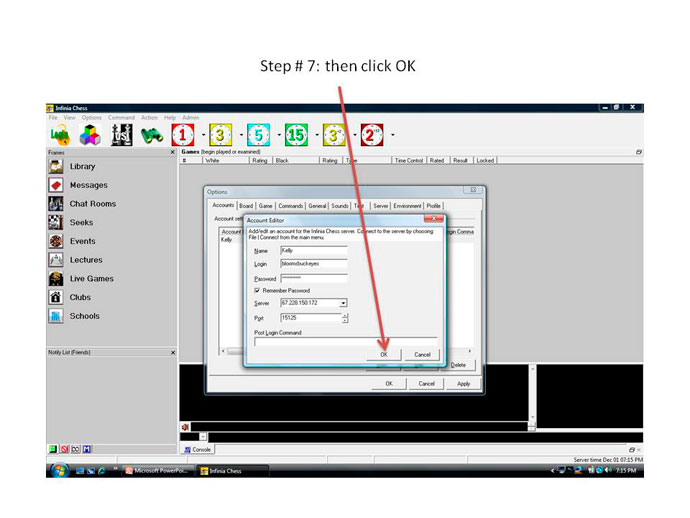 Step # 7: then click OK
Infinia Chess
File View Options Command Action Help Admin
1 3 5 15 3 2
Frames
Games (begin played or examined)
# White Rating Black Rating Type Time Control Rated Result Locked
Library
Messages
Chat Rooms
Seeks
Events
Lectures
Live Games
Clubs
Schools
Notify List (Friends)
Options
Accounts Board Game Commands General Sounds Text Server Environment Profile
Account
Kelly
Account Editor
Add/edit an account for the Infinia Chess server. Connect to the server by choosing
File | Connect from the main menu.
Name Kelly
Login bloomsbuckeyes
Password
Remember Password
Server 67.228.150.172
Port 15125
Post Login Command
OK Cancel
Delete
OK Cancel Apply
Console
Server time Dec 01 07:15 PM
Microsoft PowerPoi... Infinia Chess 7:15 PM